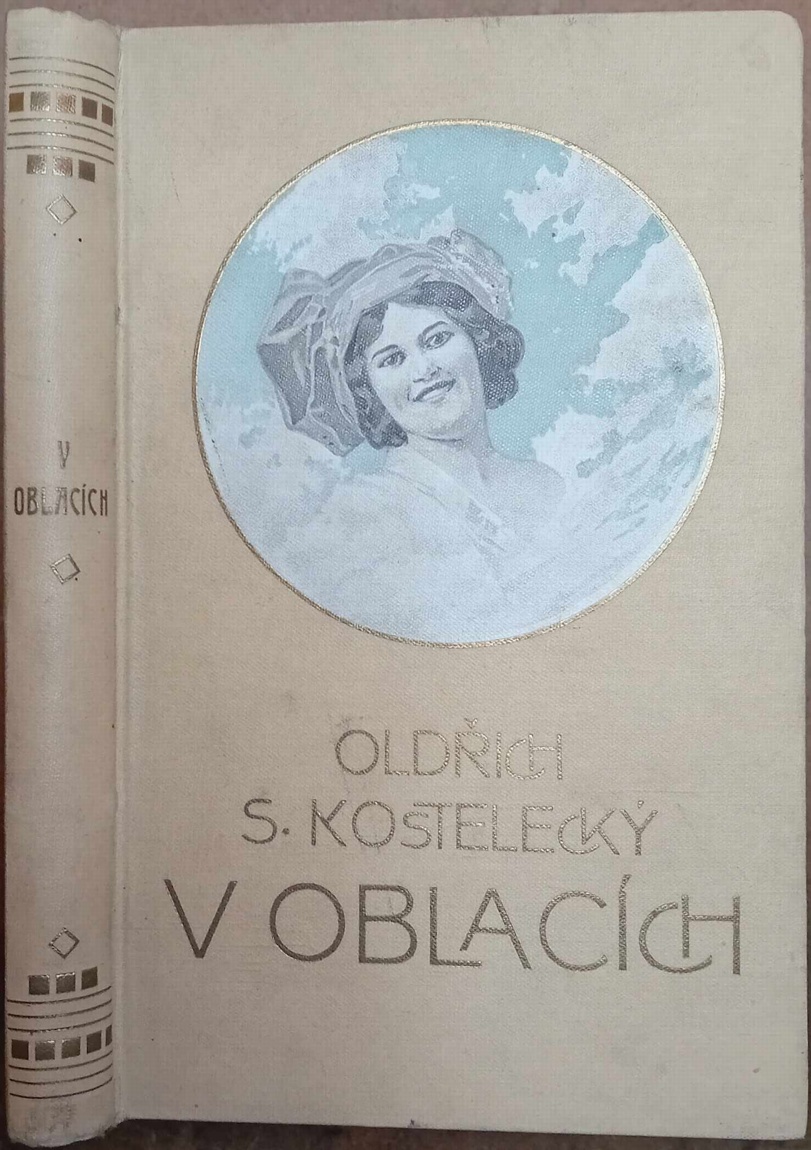 V
OBLACÍCH
OLDŘICH
S. KOSTELECKÝ
V OBLACÍCH